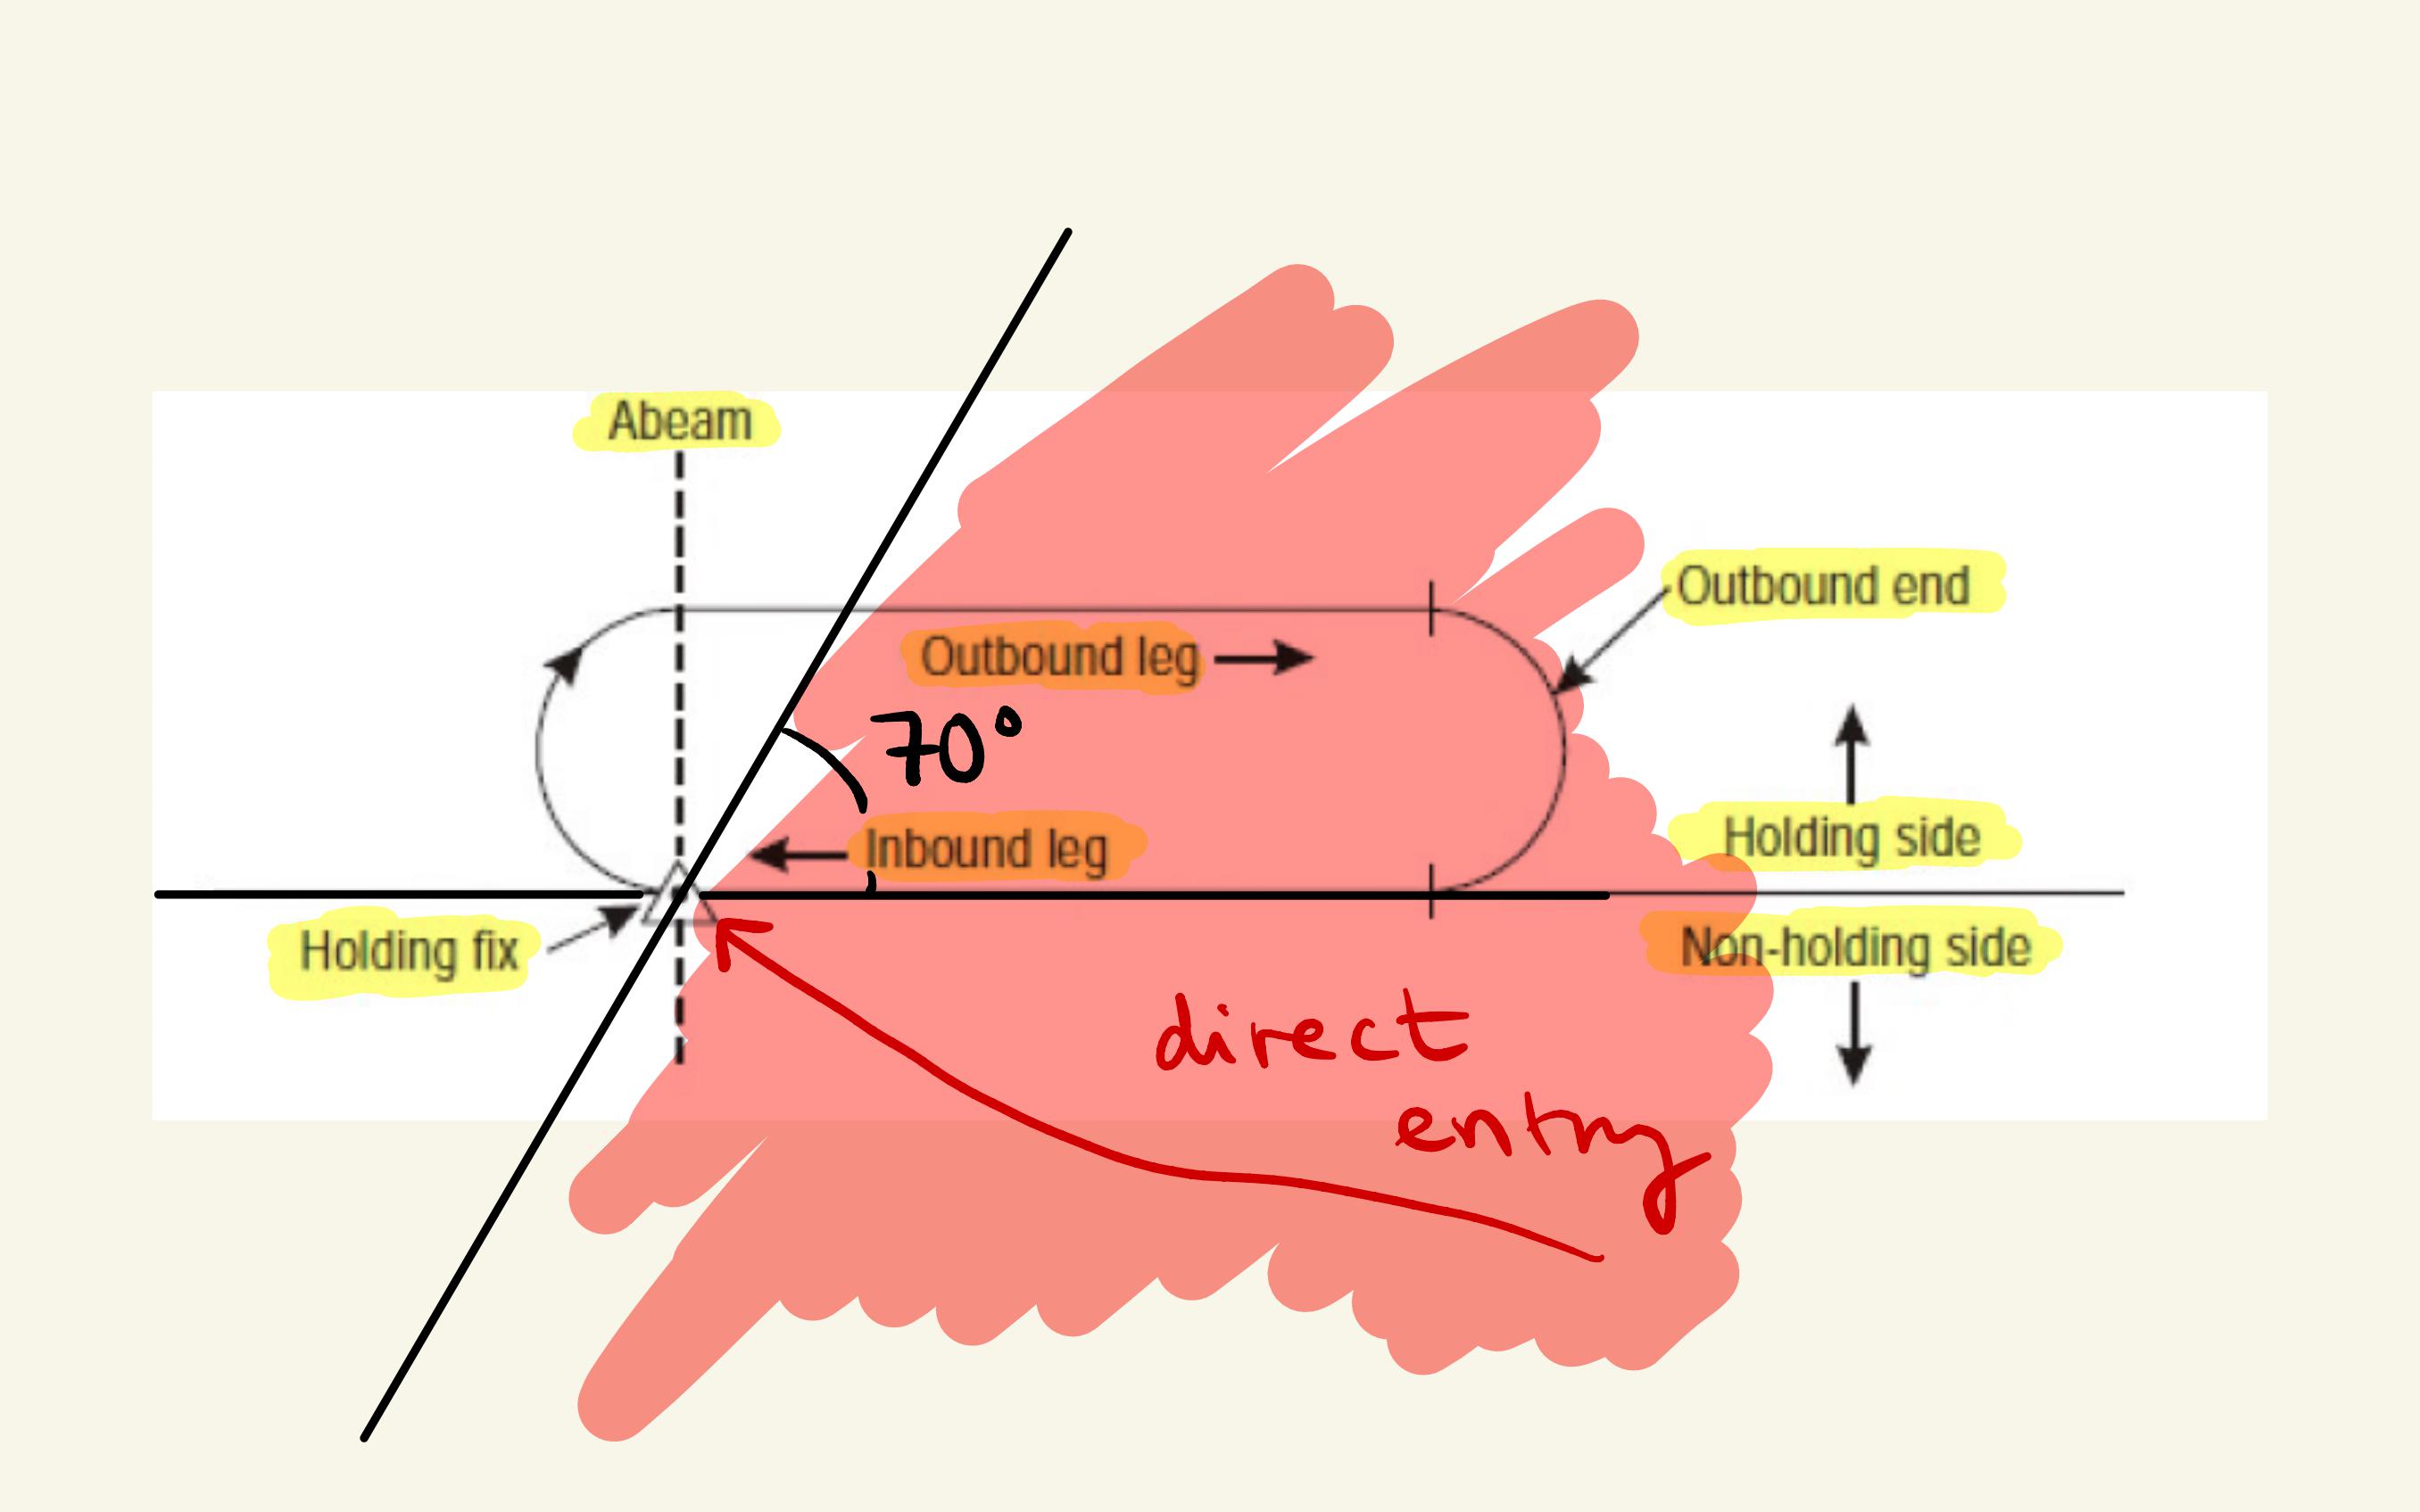 Abeam
Outbound end
Outbound leg
70°
Holding side
Inbound leg
Holding fix
Non-holding side
direct
entry